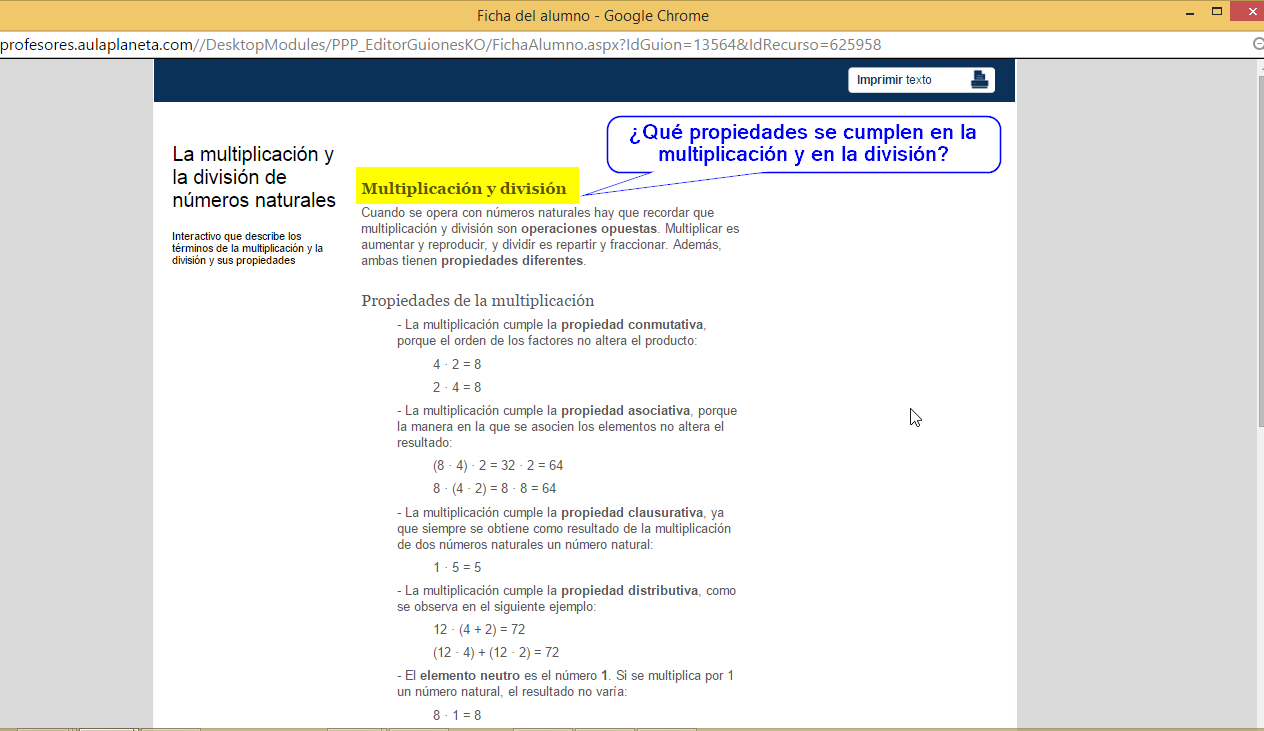 Ficha del alumno - Google Chrome
profesores.aulaplaneta.com//DesktopModules/PPP_EditorGuionesKO/FichaAlumno.aspx?IdGuion=13564&IdRecurso=625958
Imprimir texto
¿Qué propiedades se cumplen en la
multiplicación y en la división?
La multiplicación y
la división de
números naturales
Interactivo que describe los
términos de la multiplicación y la
división y sus propiedades
Multiplicación y división
Cuando se opera con números naturales hay que recordar que
multiplicación y división son operaciones opuestas. Multiplicar es
aumentar y reproducir, y dividir es repartir y fraccionar. Además,
ambas tienen propiedades diferentes.
Propiedades de la multiplicación
- La multiplicación cumple la propiedad conmutativa,
porque el orden de los factores no altera el producto:
4 · 2 = 8
2 · 4 = 8
- La multiplicación cumple la propiedad asociativa, porque
la manera en la que se asocien los elementos no altera el
resultado:
(8 · 4) · 2 = 32 · 2 = 64
8 · (4 · 2) = 8 · 8 = 64
- La multiplicación cumple la propiedad clausurativa, ya
que siempre se obtiene como resultado de la multiplicación
de dos números naturales un número natural:
1 · 5 = 5
- La multiplicación cumple la propiedad distributiva, como
se observa en el siguiente ejemplo:
12 · (4 + 2) = 72
(12 · 4) + (12 · 2) = 72
- El elemento neutro es el número 1. Si se multiplica por 1
un número natural, el resultado no varía:
8 · 1 = 8